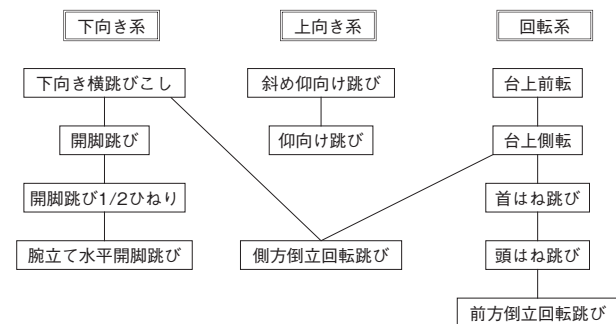 下向き系
上向き系
回転系
下向き横跳びこし
斜め仰向け跳び
台上前転
開脚跳び
仰向け跳び
台上側転
開脚跳び1/2ひねり
首はね跳び
腕立て水平開脚跳び
側方倒立回転跳び
頭はね跳び
前方倒立回転跳び